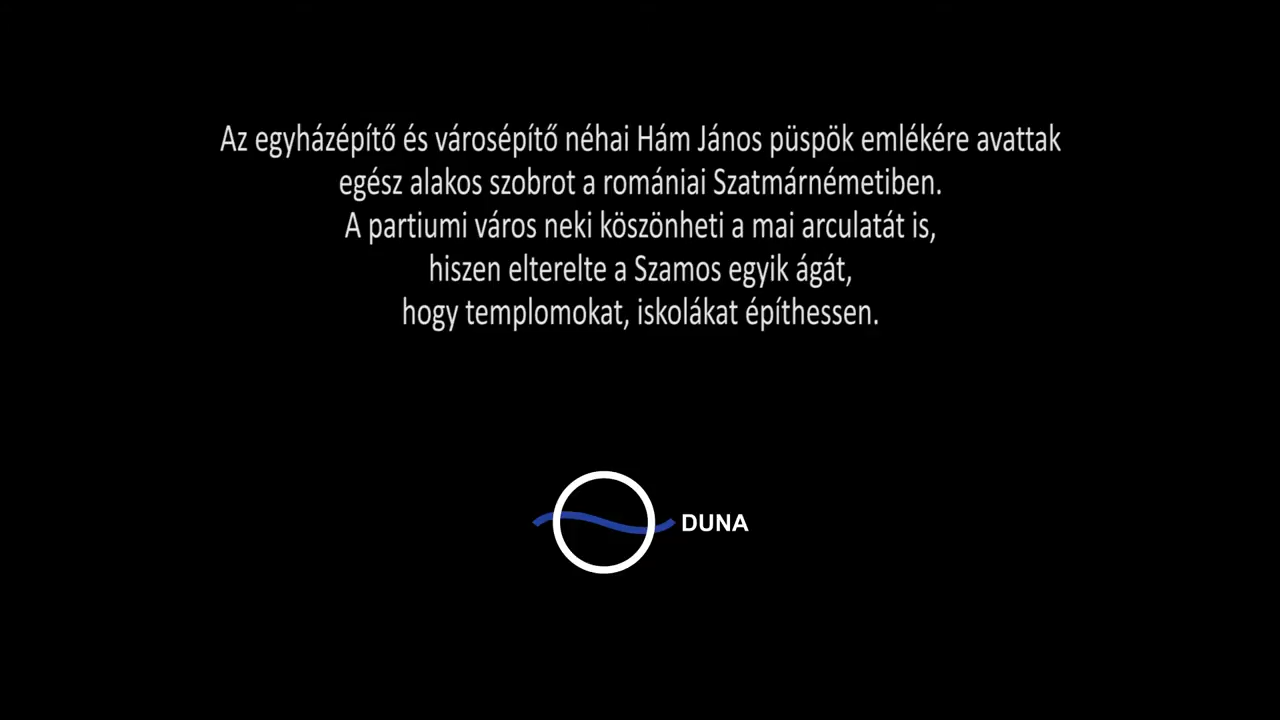 Az egyházépítő és városépítő néhai Hám János püspök emlékére avattak
egész alakos szobrot a romániai Szatmárnémetiben.
A partiumi város neki köszönheti a mai arculatát is,
hiszen elterelte a Szamos egyik ágát,
hogy templomokat, iskolákat építhessen.
DUNA